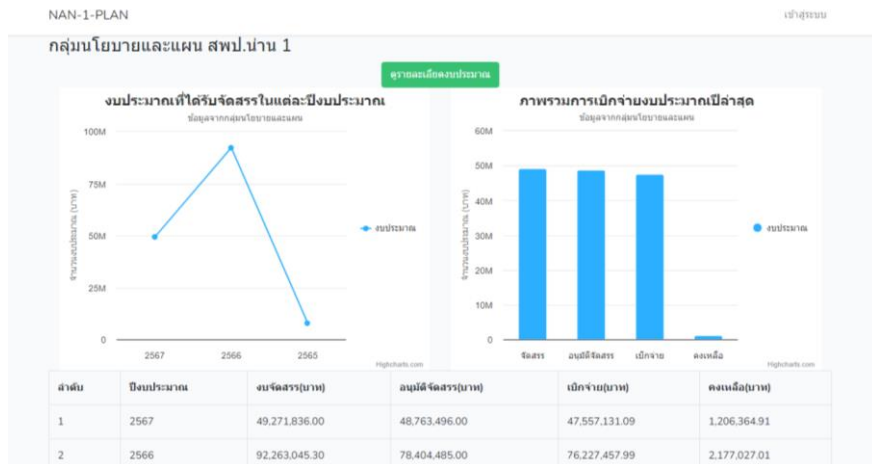 NAN-1-PLAN
เข้าสู่ระบบ
กลุ่มนโยบายและแผน สพป.น่าน 1
ดูรายละเอียดงบประมาณ
งบประมาณที่ได้รับจัดสรรในแต่ละปีงบประมาณ
ข้อมูลจากกลุ่มนโยบายและแผน
จำนวนงบประมาณ (บาท)
100M
75M
50M
25M
0
2567 2566 2565
งบประมาณ
Highcharts.com
ภาพรวมการเบิกจ่ายงบประมาณปีล่าสุด
ข้อมูลจากกลุ่มนโยบายและแผน
จำนวนงบประมาณ (บาท)
60M
50M
40M
30M
20M
10M
0
จัดสรร อนุมัติจัดสรร เบิกจ่าย คงเหลือ
งบประมาณ
Highcharts.com
ลำดับ ปีงบประมาณ งบจัดสรร(บาท) อนุมัติจัดสรร(บาท) เบิกจ่าย(บาท) คงเหลือ(บาท)
1 2567 49,271,836.00 48,763,496.00 47,557,131.09 1,206,364.91
2 2566 92,263,045.30 78,404,485.00 76,227,457.99 2,177,027.01